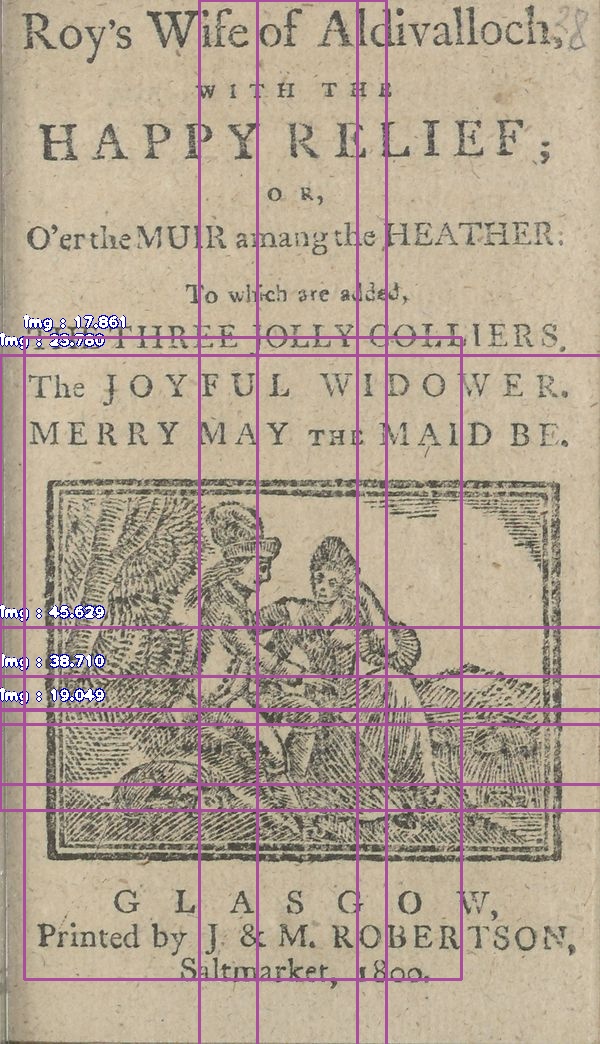 Roy's Wife of Aldivalloch,
38
WITH THE
HAPPY RELIEF;
OR,
O'er the MUIR amang the HEATHER:
To which are added,
THE THREE JOLLY COLLIERS.
The JOYFUL WIDOWER.
MERRY MAY THE MAID BE.
img : 17.861
img : 23.780
img : 45.629
img : 38.710
img : 19.049
GLASGOW,
Printed by J. & M. ROBERTSON,
Saltmarket, 1800.